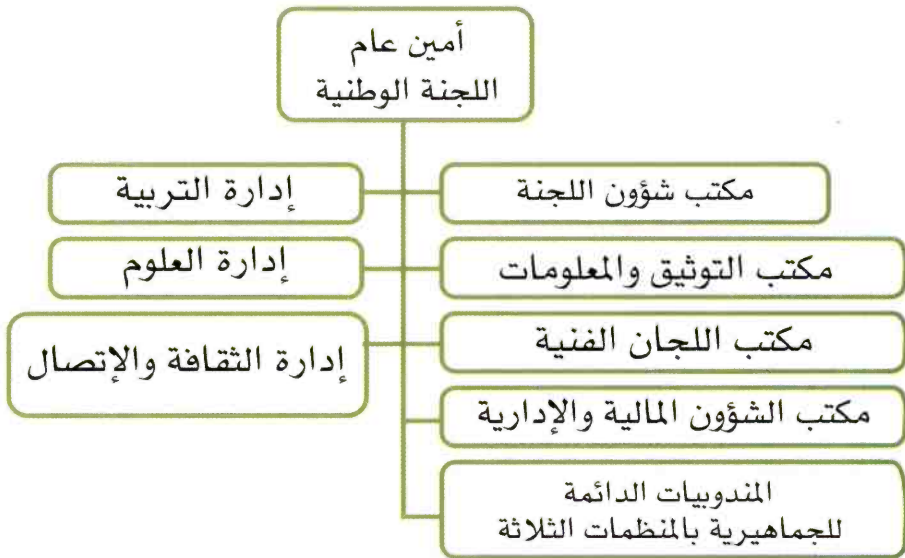 أمين عام
اللجنة الوطنية
مكتب شؤون اللجنة
إدارة التربية
مكتب التوثيق والمعلومات
إدارة العلوم
مكتب اللجان الفنية
إدارة الثقافة والإتصال
مكتب الشؤون المالية والإدارية
المندوبيات الدائمة
للجماهيرية بالمنظمات الثلاثة